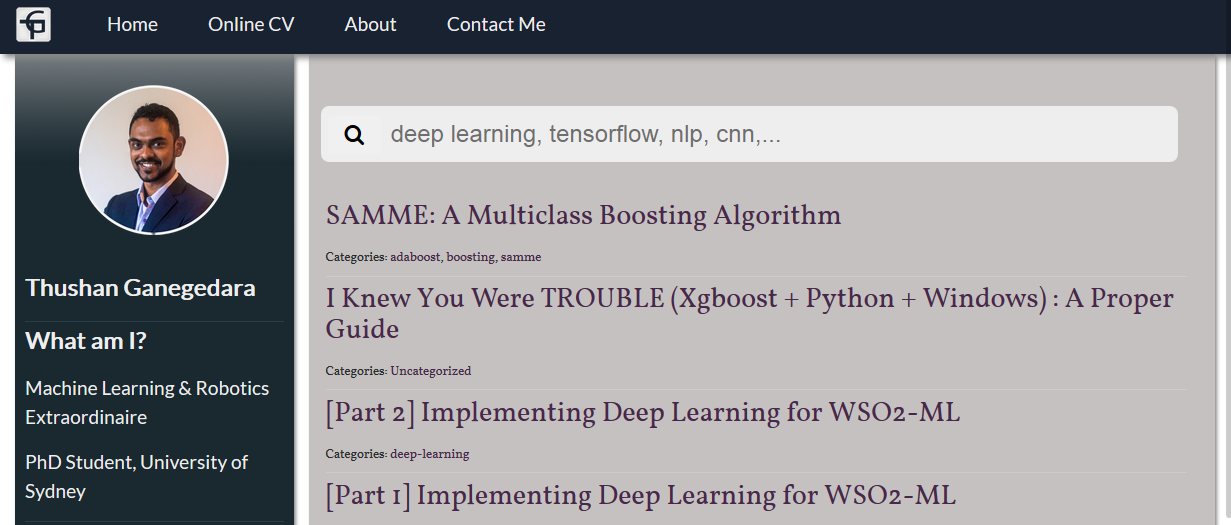 Home
Online CV
About
Contact Me
Thushan Ganegedara
What am I?
Machine Learning & Robotics
Extraordinaire
PhD Student, University of
Sydney
deep learning, tensorflow, nlp, cnn,...
SAMME: A Multiclass Boosting Algorithm
Categories: adaboost, boosting, samme
I Knew You Were TROUBLE (Xgboost + Python + Windows) : A Proper
Guide
Categories: Uncategorized
[Part 2] Implementing Deep Learning for WSO2-ML
Categories: deep-learning
[Part 1] Implementing Deep Learning for WSO2-ML